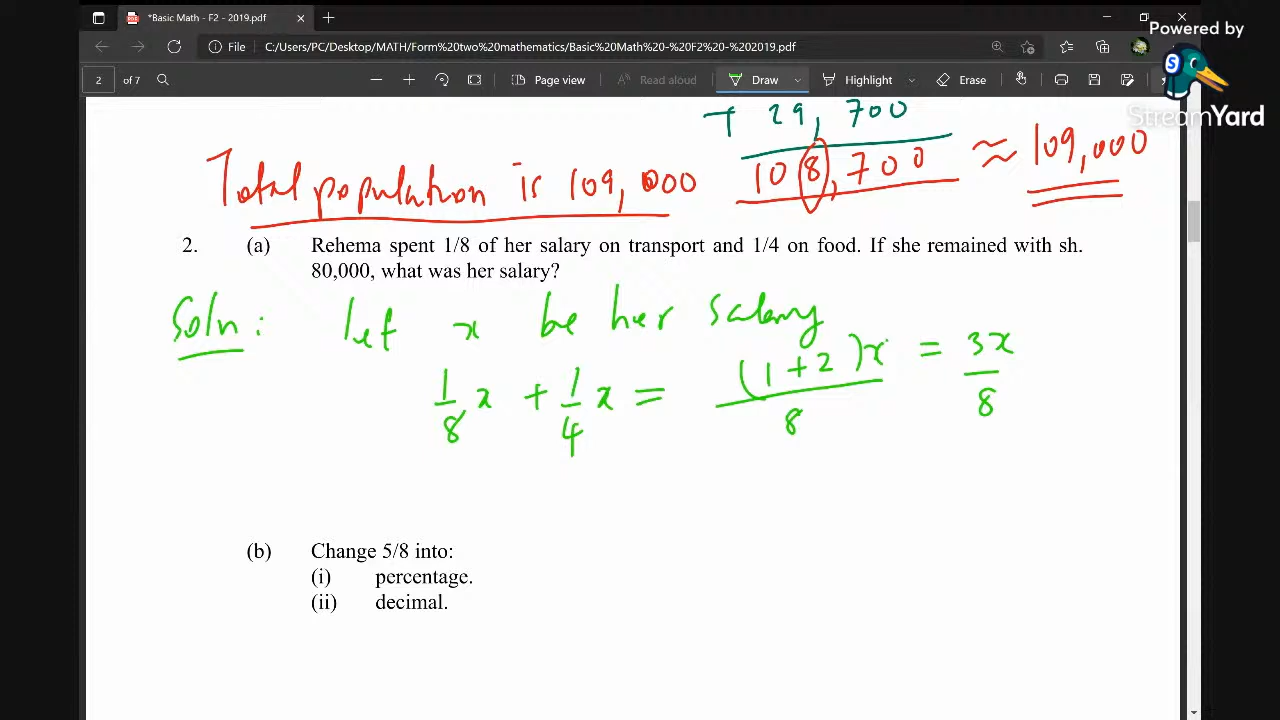 *Basic Math - F2 - 2019.pdf
File C:/Users/PC/Desktop/MATH/Form%20two%20mathematics/Basic%20Math%20-%20F2%20-%202019.pdf
2 of 7 Page view Read aloud Draw Highlight Erase
Powered by
StreamYard
+ 29,700
108,700 ≈ 109,000
Total population is 109,000
2. (a) Rehema spent 1/8 of her salary on transport and 1/4 on food. If she remained with sh.
80,000, what was her salary?
Soln: let x be her salary
1/8 x + 1/4 x = (1+2)x/8 = 3x/8
(b) Change 5/8 into:
(i) percentage.
(ii) decimal.